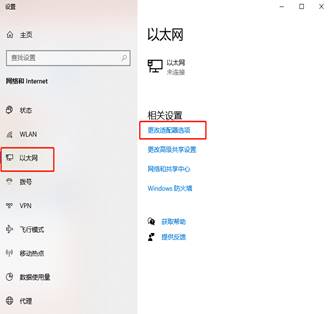 设置
主页
查找设置
网络和 Internet
状态
WLAN
以太网
拨号
VPN
飞行模式
移动热点
数据使用量
代理
以太网
以太网
未连接
相关设置
更改适配器选项
更改高级共享设置
网络和共享中心
Windows 防火墙
获取帮助
提供反馈